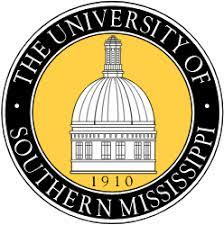 THE UNIVERSITY OF
SOUTHERN MISSISSIPPI
1910